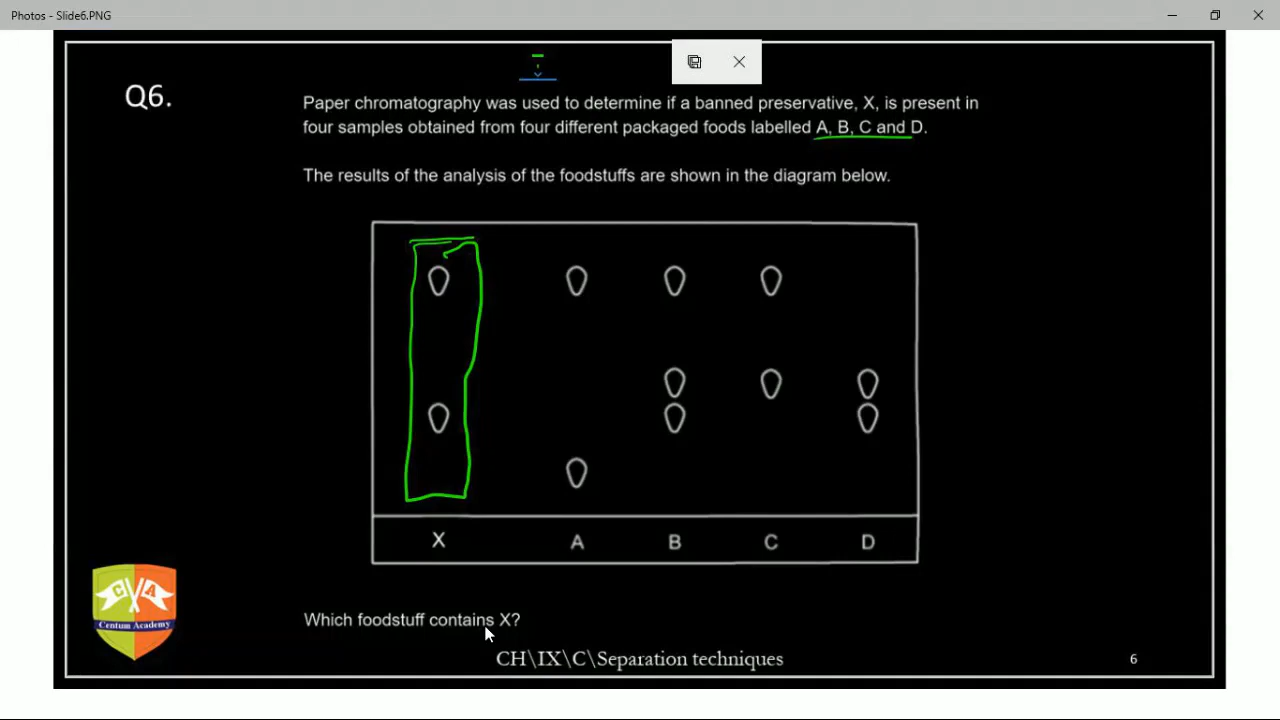 Photos - Slide6.PNG
Q6.
Paper chromatography was used to determine if a banned preservative, X, is present in
four samples obtained from four different packaged foods labelled A, B, C and D.
The results of the analysis of the foodstuffs are shown in the diagram below.
X A B C D
Which foodstuff contains X?
C A
Centum Academy
CH\IX\C\Separation techniques
6